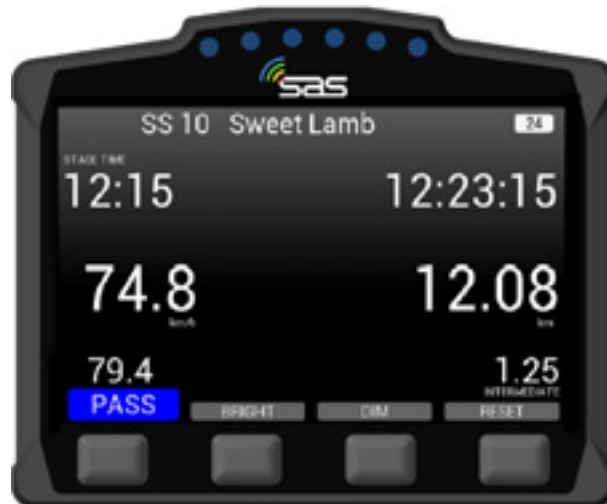 sas
SS 10 Sweet Lamb 24
STAGE TIME
12:15 12:23:15
74.8 12.08
km/h km
79.4 1.25
INTERMEDIATE
PASS BRIGHT DIM RESET